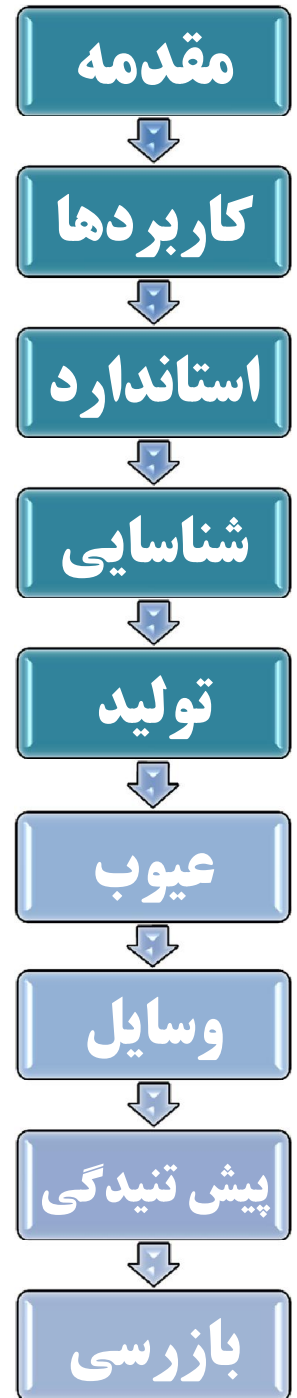 مقدمه
کاربردها
استاندارد
شناسایی
تولید
عیوب
وسایل
پیش تنیدگی
بازرسی